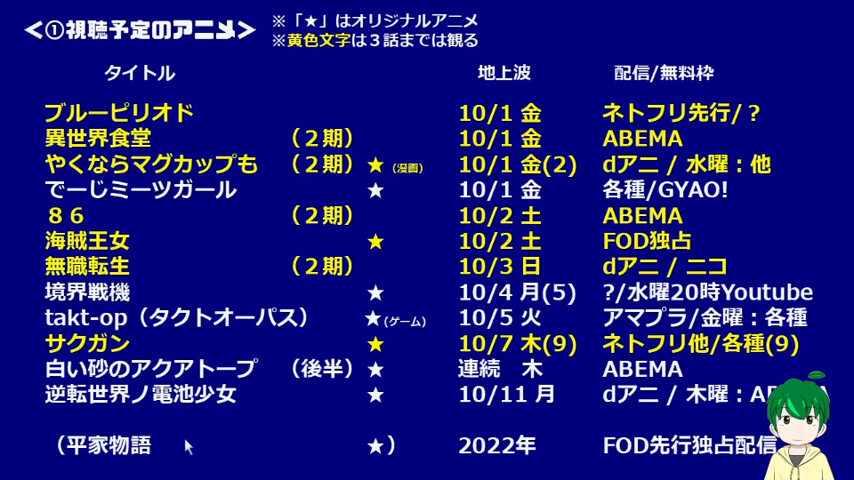 ＜①視聴予定のアニメ＞
※「★」はオリジナルアニメ
※黄色文字は３話までは観る
タイトル 地上波 配信/無料枠
ブルーピリオド 10/1 金 ネトフリ先行/？
異世界食堂 （２期） 10/1 金 ABEMA
やくならマグカップも （２期）★（漫画） 10/1 金(2) dアニ / 水曜：他
でーじミーツガール ★ 10/1 金 各種/GYAO!
８６ （２期） 10/2 土 ABEMA
海賊王女 ★ 10/2 土 FOD独占
無職転生 （２期） 10/3 日 dアニ / ニコ
境界戦機 ★ 10/4 月(5) ?/水曜20時Youtube
takt-op（タクトオーパス） ★（ゲーム） 10/5 火 アマプラ/金曜：各種
サクガン ★ 10/7 木(9) ネトフリ他/各種(9)
白い砂のアクアトープ （後半）★ 連続 木 ABEMA
逆転世界ノ電池少女 ★ 10/11 月 dアニ / 木曜：A
（平家物語 ★） 2022年 FOD先行独占配信